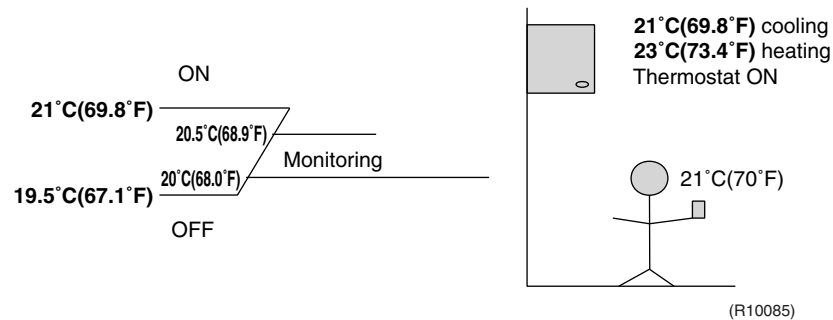 ON
21˚C(69.8˚F)
20.5˚C(68.9˚F)
Monitoring
20˚C(68.0˚F)
19.5˚C(67.1˚F)
OFF
21˚C(69.8˚F) cooling
23˚C(73.4˚F) heating
Thermostat ON
21˚C(70˚F)
(R10085)